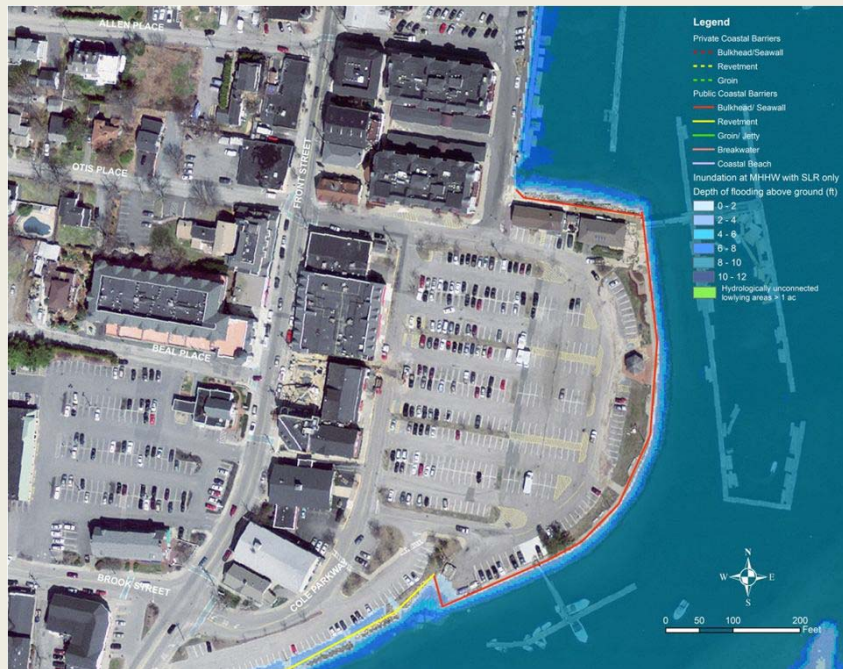 ALLEN PLACE
OTIS PLACE
FRONT STREET
BEAL PLACE
BROOK STREET
COLE PARKWAY
Legend
Private Coastal Barriers
Bulkhead/Seawall
Revetment
Groin
Public Coastal Barriers
Bulkhead/ Seawall
Revetment
Groin/ Jetty
Breakwater
Coastal Beach
Inundation at MHHW with SLR only
Depth of flooding above ground (ft)
0 - 2
2 - 4
4 - 6
6 - 8
8 - 10
10 - 12
Hydrologically unconnected
lowlying areas > 1 ac
N
W E
S
0 50 100 200
Feet